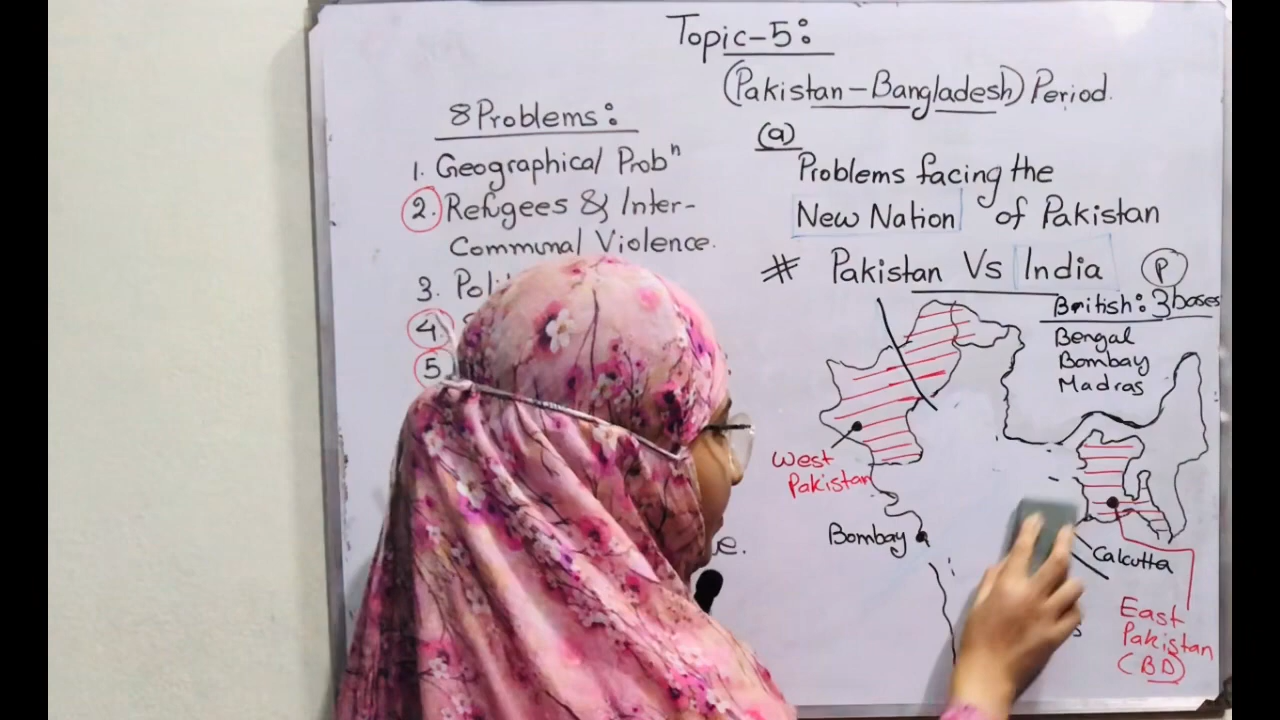 Topic-5:
(Pakistan-Bangladesh) Period.
8 Problems:
1. Geographical Probⁿ
2. Refugees & Inter-
Communal Violence.
3.
4.
5
(a)
Problems facing the
New Nation of Pakistan
# Pakistan Vs India (P)
British: 3 bases
Bengal
Bombay
Madras
West
Pakistan
Bombay
Calcutta
East
Pakistan
(BD)